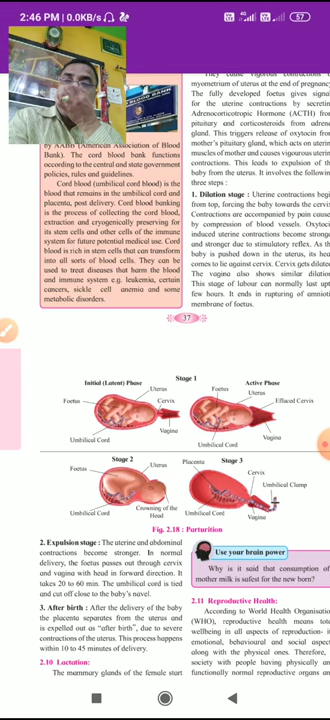 2:46 PM | 0.0KB/s
4G
57
BLOOD BANK
by AABB (American Association of Blood
Bank). The cord blood bank functions
according to the central and state government
policies, rules and guidelines.
Cord blood (umbilical cord blood) is the
blood that remains in the umbilical cord and
placenta, post delivery. Cord blood banking
is the process of collecting the cord blood,
extraction and cryogenically preserving for
its stem cells and other cells of the immune
system for future potential medical use. Cord
blood is rich in stem cells that can transform
into all sorts of blood cells. They can be
used to treat diseases that harm the blood
and immune system e.g. leukemia, certain
cancers, sickle cell anemia and some
metabolic disorders.
They cause vigorous contractions
myometrium of uterus at the end of pregnancy
The fully developed foetus gives signal
for the uterine contractions by secretin
Adrenocorticotropic Hormone (ACTH) from
pituitary and corticosteroids from adrena
gland. This triggers release of oxytocin from
mother's pituitary gland, which acts on uterin
muscles of mother and causes vigorous uterin
contractions. This leads to expulsion of the
baby from the uterus. It involves the followin
three steps :
1. Dilation stage : Uterine contractions begi
from top, forcing the baby towards the cervix
Contractions are accompanied by pain cause
by compression of blood vessels. Oxytoci
induced uterine contractions become stronge
and stronger due to stimulatory reflex. As th
baby is pushed down in the uterus, its hea
comes to lie against cervix. Cervix gets dilated
The vagina also shows similar dilation
This stage of labour can normally last upt
few hours. It ends in rupturing of amnioti
membrane of foetus.
37
Stage 1
Initial (Latent) Phase
Active Phase
Foetus
Uterus
Cervix
Vagina
Umbilical Cord
Foetus
Uterus
Effaced Cervix
Vagina
Umbilical Cord
Stage 2
Foetus
Uterus
Umbilical Cord
Crowning of the
Head
Stage 3
Placenta
Cervix
Umbilical Clump
Umbilical Cord
Vagina
Fig. 2.18 : Parturition
2. Expulsion stage : The uterine and abdominal
contractions become stronger. In normal
delivery, the foetus passes out through cervix
and vagina with head in forward direction. It
takes 20 to 60 min. The umbilical cord is tied
and cut off close to the baby's novel.
3. After birth : After the delivery of the baby
the placenta separates from the uterus and
is expelled out as "after birth", due to severe
contractions of the uterus. This process happens
within 10 to 45 minutes of delivery.
2.10 Lactation:
The mammary glands of the female start
Use your brain power
Why is it said that consumption of
mother milk is safest for the new born?
2.11 Reproductive Health:
According to World Health Organisatio
(WHO), reproductive health means tota
wellbeing in all aspects of reproduction- i
emotional, behavioural and social aspect
along with the physical ones. Therefore,
society with people having physically an
functionally normal reproductive organs an